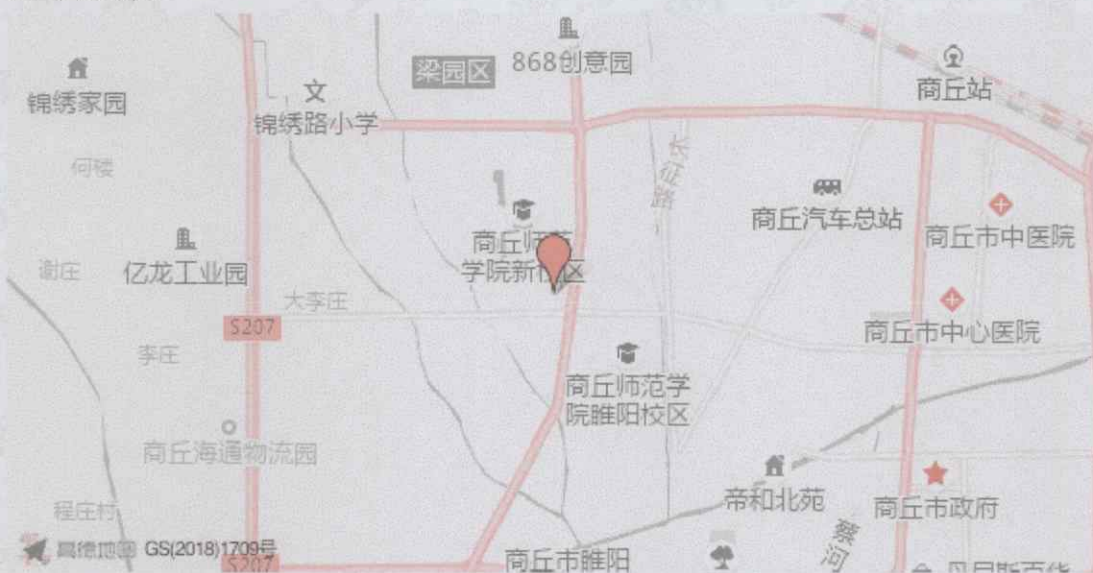 868创意园
梁园区
锦绣家园
商丘站
锦绣路小学
何楼
长征路
商丘汽车总站
商丘市中医院
商丘师范
学院新校区
谢庄
亿龙工业园
大李庄
S207
商丘市中心医院
李庄
商丘师范学
院睢阳校区
商丘海通物流园
帝和北苑
商丘市政府
程庄村
蔡河
高德地图 GS(2018)1709号
S207
商丘市睢阳
丹尼斯百货